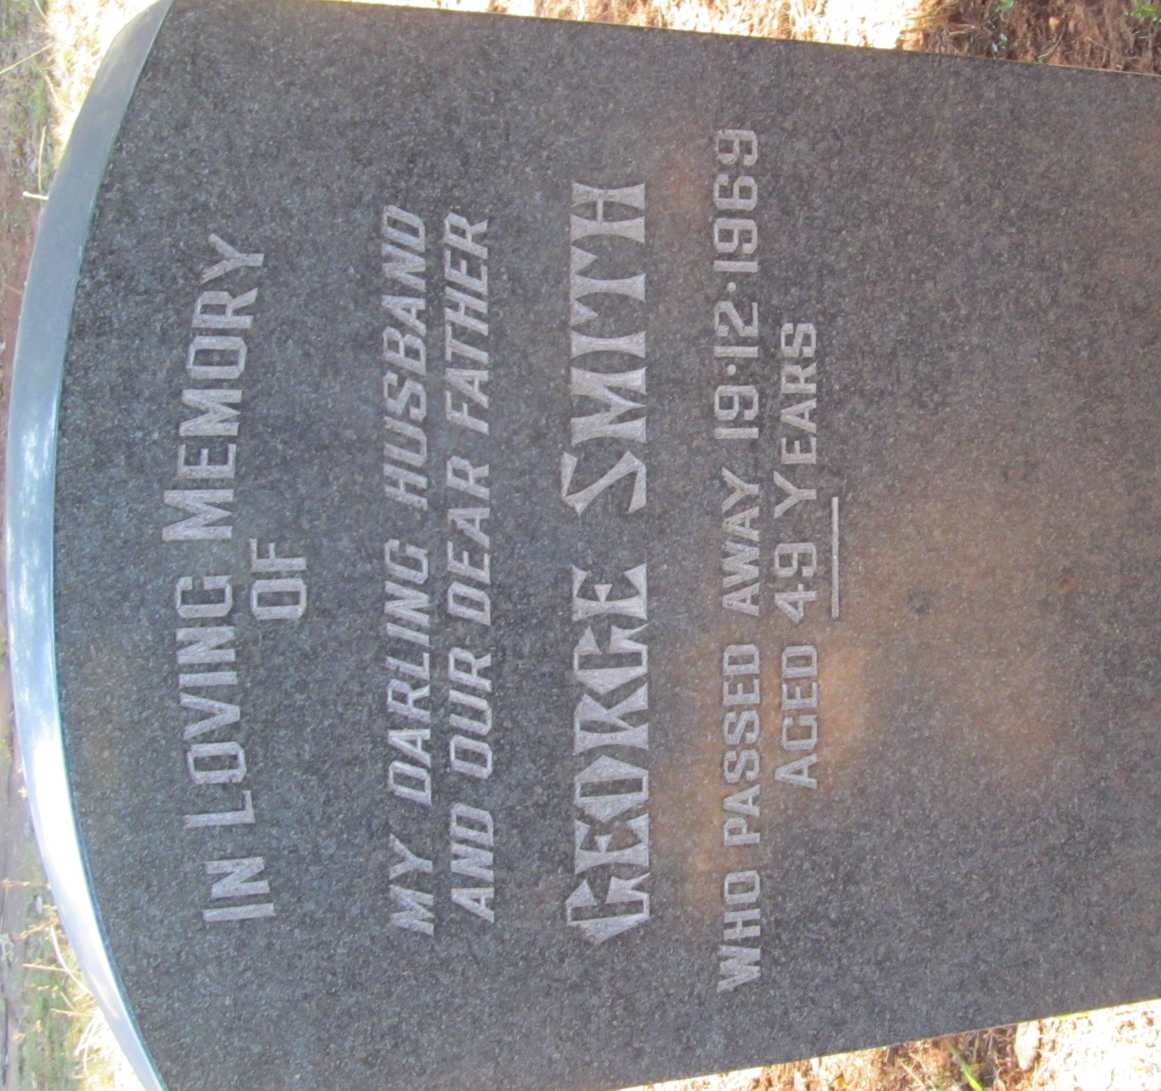 IN LOVING MEMORY
OF
MY DARLING HUSBAND
AND OUR DEAR FATHER
GEORGE SMITH
WHO PASSED AWAY 19·12·1969
AGED 49 YEARS